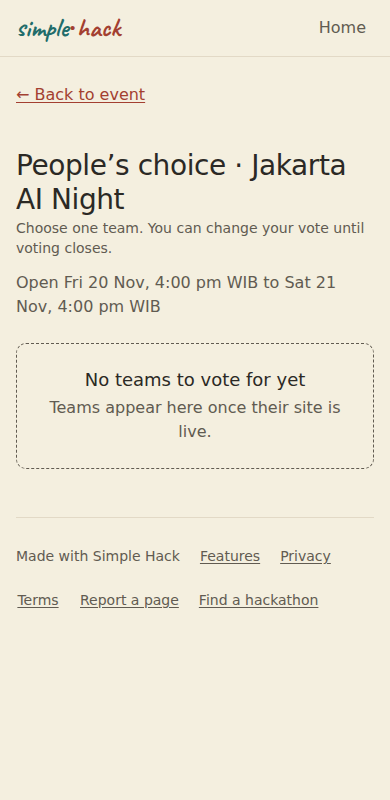 simple·hack
Home
← Back to event
People’s choice · Jakarta
AI Night
Choose one team. You can change your vote until
voting closes.
Open Fri 20 Nov, 4:00 pm WIB to Sat 21
Nov, 4:00 pm WIB
No teams to vote for yet
Teams appear here once their site is
live.
Made with Simple Hack Features Privacy
Terms Report a page Find a hackathon